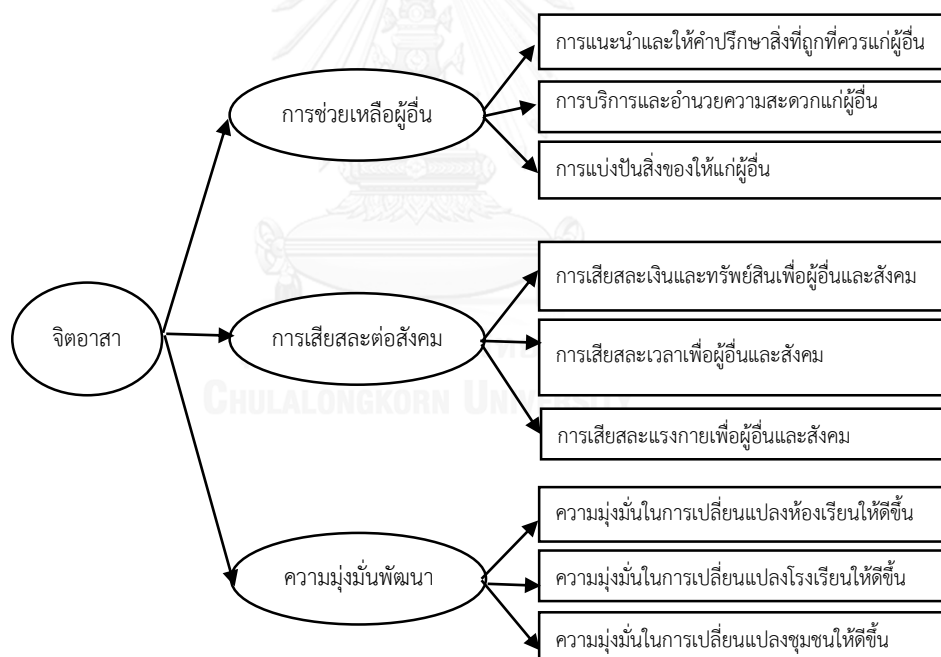 การแนะนำและให้คำปรึกษาสิ่งที่ถูกที่ควรแก่ผู้อื่น
การช่วยเหลือผู้อื่น
การบริการและอำนวยความสะดวกแก่ผู้อื่น
การแบ่งปันสิ่งของให้แก่ผู้อื่น
การเสียสละเงินและทรัพย์สินเพื่อผู้อื่นและสังคม
จิตอาสา
การเสียสละต่อสังคม
การเสียสละเวลาเพื่อผู้อื่นและสังคม
CHULALONGKORN UNIVERSITY
การเสียสละแรงกายเพื่อผู้อื่นและสังคม
ความมุ่งมั่นในการเปลี่ยนแปลงห้องเรียนให้ดีขึ้น
ความมุ่งมั่นพัฒนา
ความมุ่งมั่นในการเปลี่ยนแปลงโรงเรียนให้ดีขึ้น
ความมุ่งมั่นในการเปลี่ยนแปลงชุมชนให้ดีขึ้น